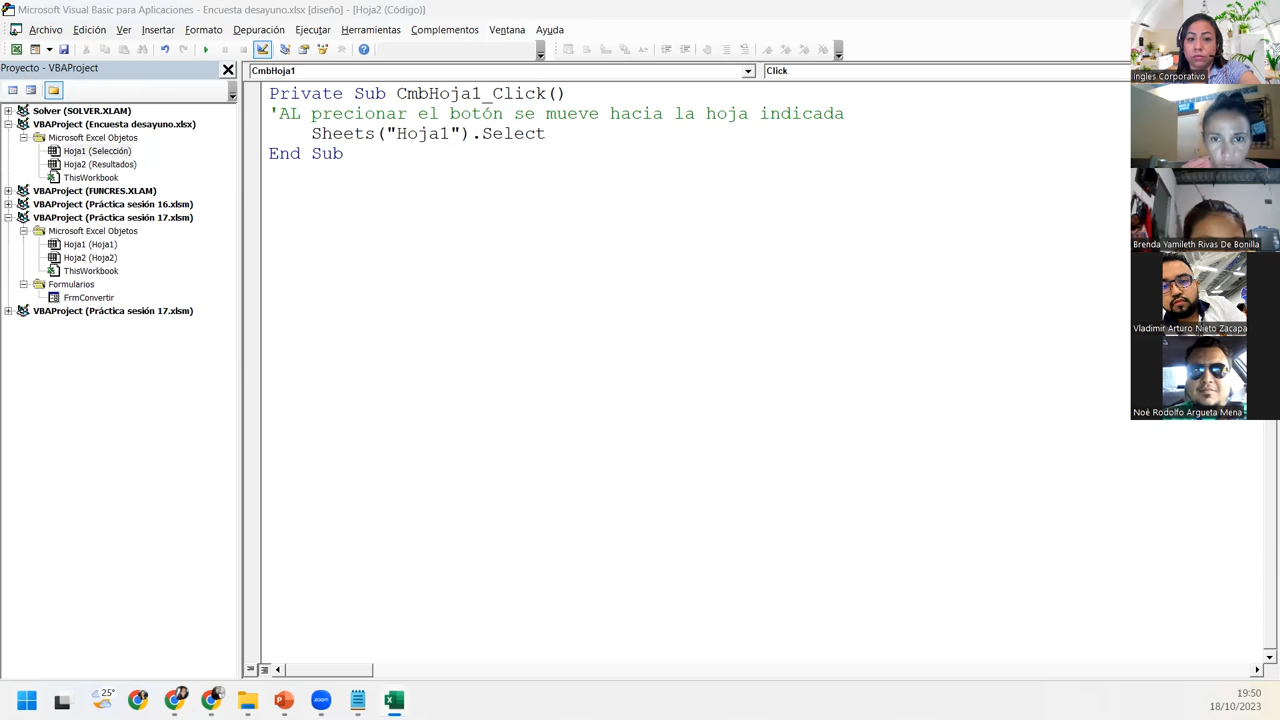 Microsoft Visual Basic para Aplicaciones - Encuesta desayuno.xlsx [diseño] - [Hoja2 (Código)]
Archivo Edición Ver Insertar Formato Depuración Ejecutar Herramientas Complementos Ventana Ayuda
Proyecto - VBAProject
CmbHoja1
Click
Solver (SOLVER.XLAM)
VBAProject (Encuesta desayuno.xlsx)
Microsoft Excel Objetos
Hoja1 (Selección)
Hoja2 (Resultados)
ThisWorkbook
VBAProject (FUNCRES.XLAM)
VBAProject (Práctica sesión 16.xlsm)
VBAProject (Práctica sesión 17.xlsm)
Microsoft Excel Objetos
Hoja1 (Hoja1)
Hoja2 (Hoja2)
ThisWorkbook
Formularios
FrmConvertir
VBAProject (Práctica sesión 17.xlsm)
Private Sub CmbHoja1_Click()
'AL precionar el botón se mueve hacia la hoja indicada
Sheets("Hoja1").Select
End Sub
Ingles Corporativo
Brenda Yamileth Rivas De Bonilla
Vladimir Arturo Nieto Zacapa
Noè Rodolfo Argueta Mena
25°
zoom
19:50
18/10/2023